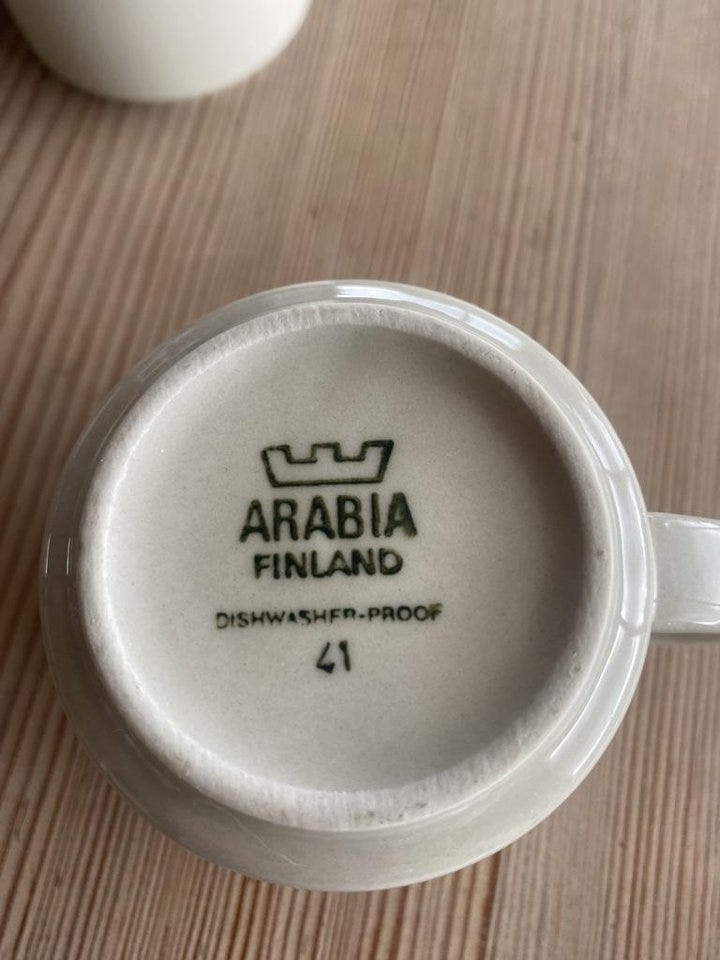 ARABIA
FINLAND
DISHWASHER-PROOF
41